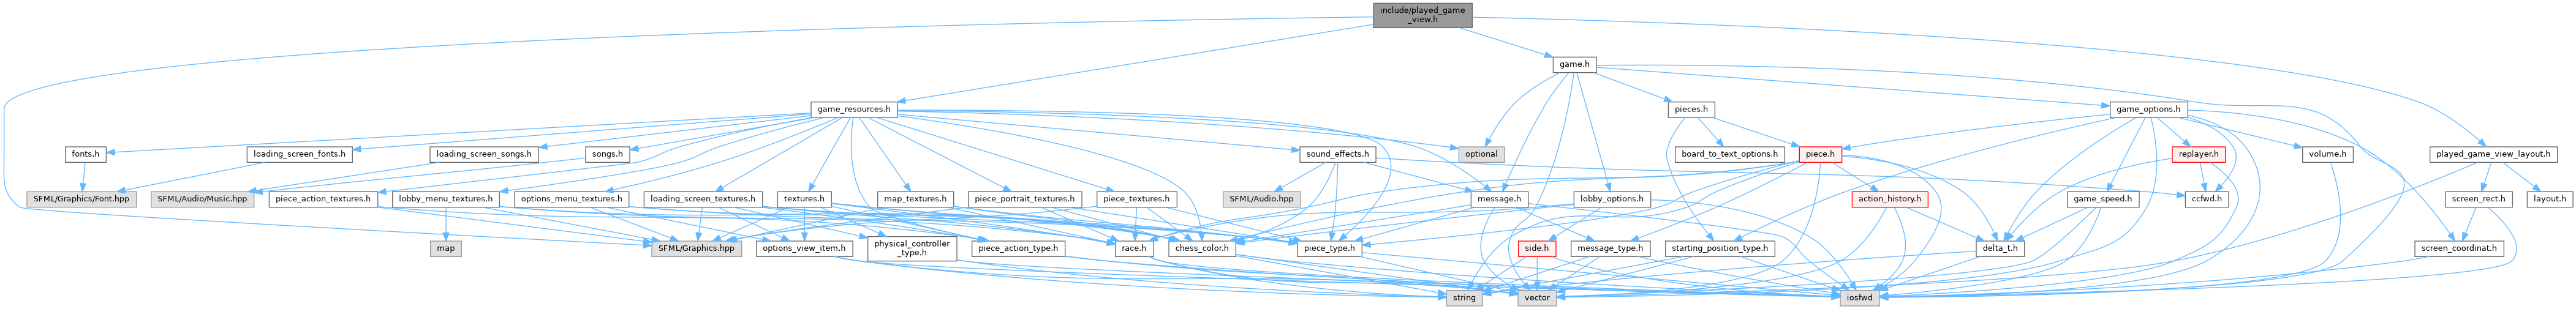 include/played_game
_view.h
game.h
game_resources.h
pieces.h
game_options.h
fonts.h
loading_screen_fonts.h
loading_screen_songs.h
songs.h
sound_effects.h
optional
board_to_text_options.h
piece.h
replayer.h
volume.h
played_game_view_layout.h
SFML/Graphics/Font.hpp
SFML/Audio/Music.hpp
piece_action_textures.h
lobby_menu_textures.h
options_menu_textures.h
loading_screen_textures.h
textures.h
map_textures.h
piece_portrait_textures.h
piece_textures.h
SFML/Audio.hpp
message.h
lobby_options.h
action_history.h
game_speed.h
ccfwd.h
screen_rect.h
layout.h
map
SFML/Graphics.hpp
options_view_item.h
physical_controller
_type.h
piece_action_type.h
race.h
chess_color.h
piece_type.h
side.h
message_type.h
starting_position_type.h
delta_t.h
screen_coordinat.h
string
vector
iosfwd